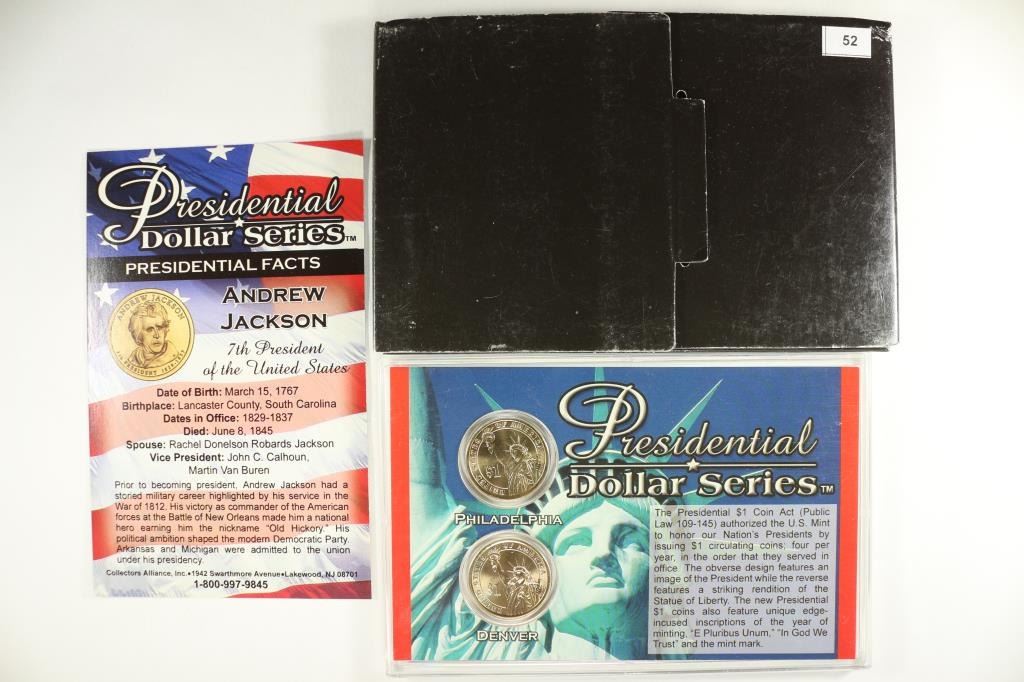 52
Presidential
Dollar Series™
PRESIDENTIAL FACTS
ANDREW JACKSON
ANDREW
JACKSON
7th President
of the United States
Date of Birth: March 15, 1767
Birthplace: Lancaster County, South Carolina
Dates in Office: 1829-1837
Died: June 8, 1845
Spouse: Rachel Donelson Robards Jackson
Vice President: John C. Calhoun,
Martin Van Buren
Prior to becoming president, Andrew Jackson had a
storied military career highlighted by his service in the
War of 1812. His victory as commander of the American
forces at the Battle of New Orleans made him a national
hero earning him the nickname "Old Hickory." His
political ambition shaped the modern Democratic Party.
Arkansas and Michigan were admitted to the union
under his presidency.
Collectors Alliance, Inc.•1942 Swarthmore Avenue•Lakewood, NJ 08701
1-800-997-9845
Presidential
Dollar Series™
$1
PHILADELPHIA
$1
DENVER
The Presidential $1 Coin Act (Public
Law 109-145) authorized the U.S. Mint
to honor our Nation's Presidents by
issuing $1 circulating coins; four per
year, in the order that they served in
office. The obverse design features an
image of the President while the reverse
features a striking rendition of the
Statue of Liberty. The new Presidential
$1 coins also feature unique edge-
incused inscriptions of the year of
minting, "E Pluribus Unum," "In God We
Trust" and the mint mark.